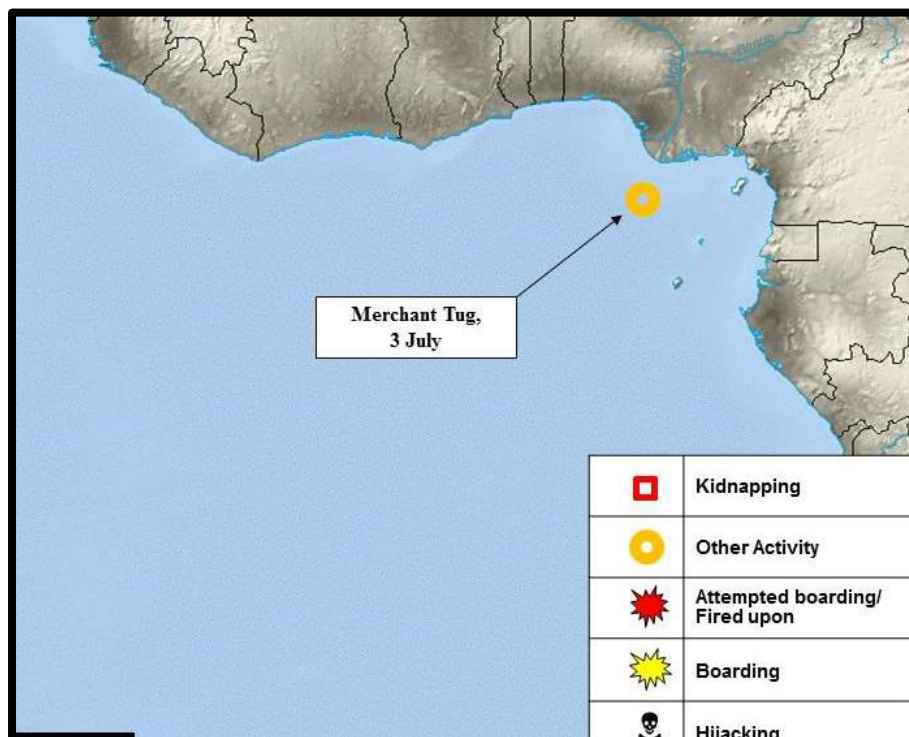 Merchant Tug,
3 July
Kidnapping
Other Activity
Attempted boarding/
Fired upon
Boarding
Hijacking